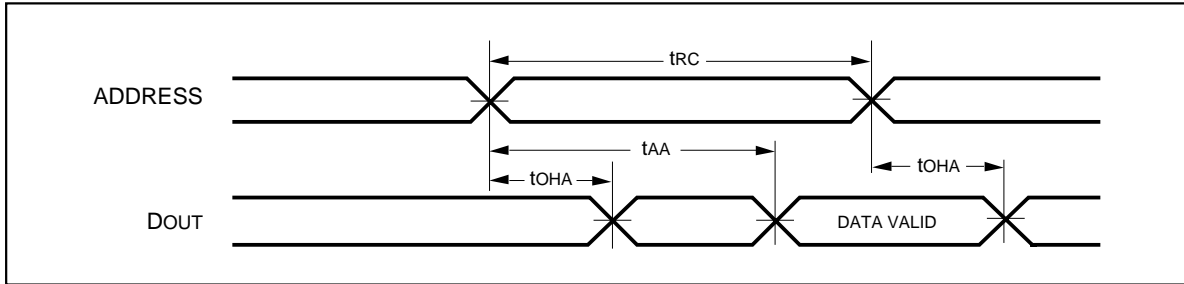 tRC
ADDRESS
tAA
tOHA
tOHA
DOUT
DATA VALID